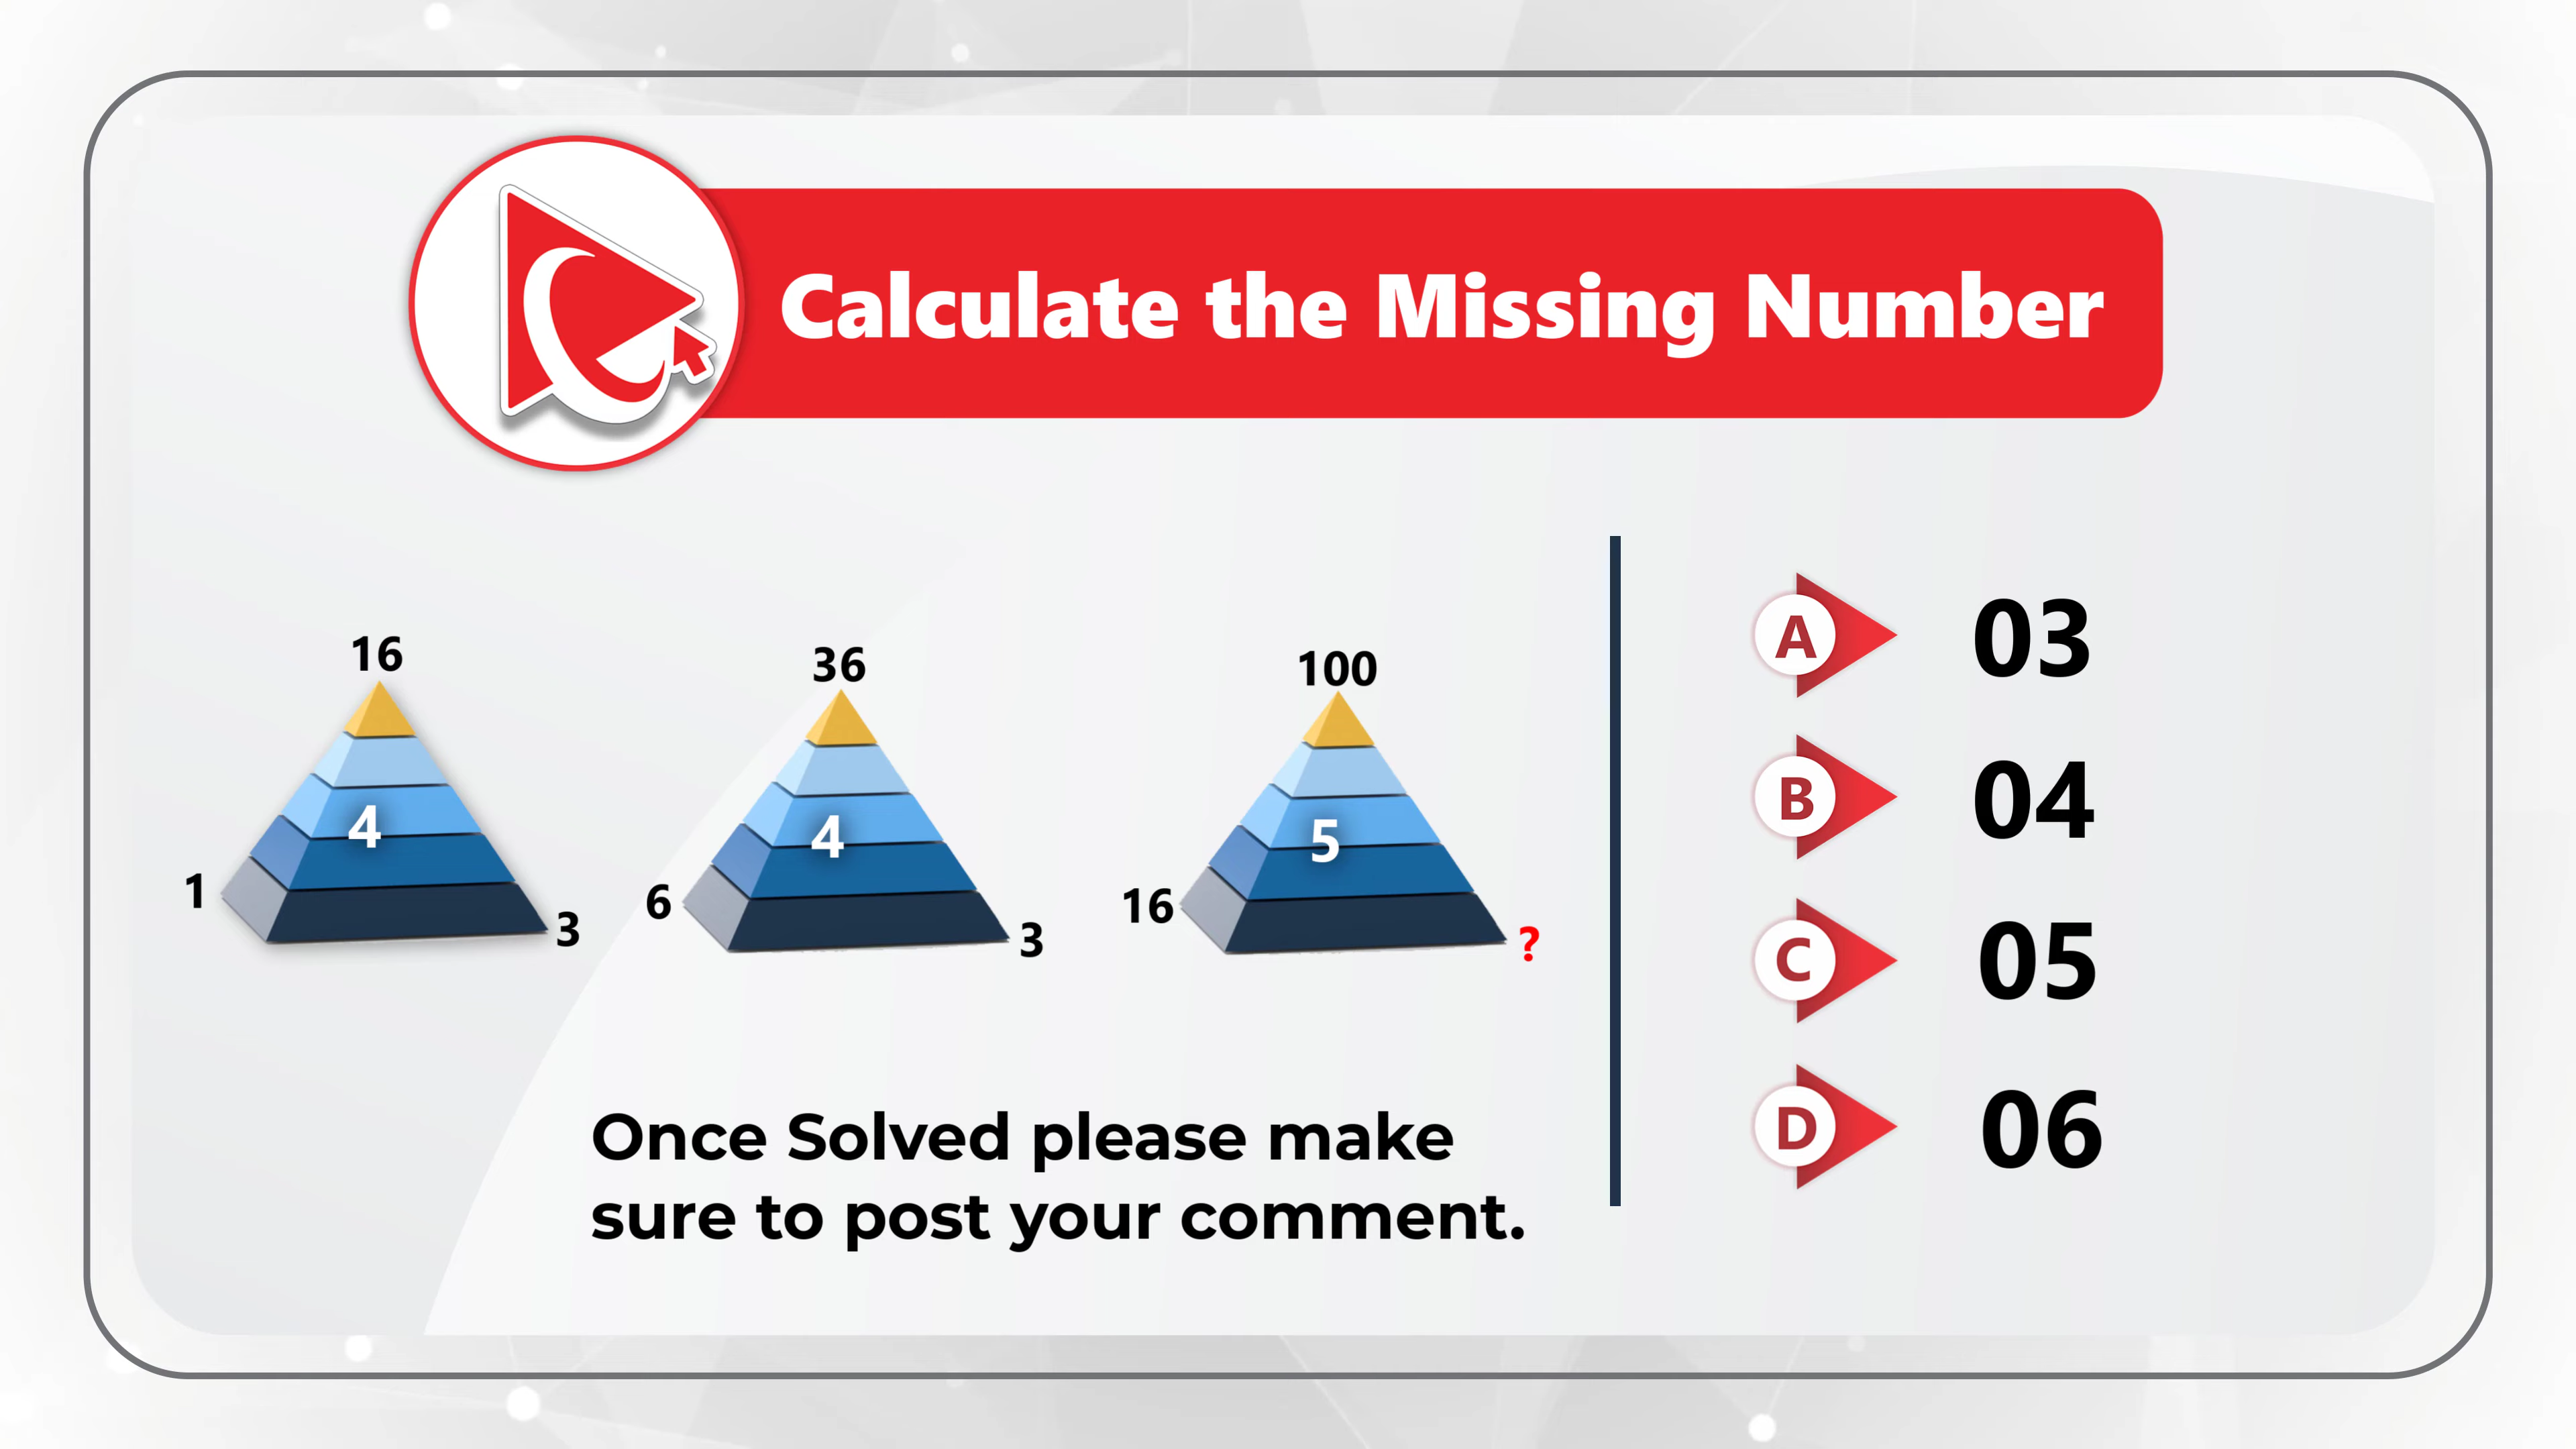 Calculate the Missing Number
16
4
1
3
36
4
6
3
100
5
16
?
A 03
B 04
C 05
D 06
Once Solved please make
sure to post your comment.